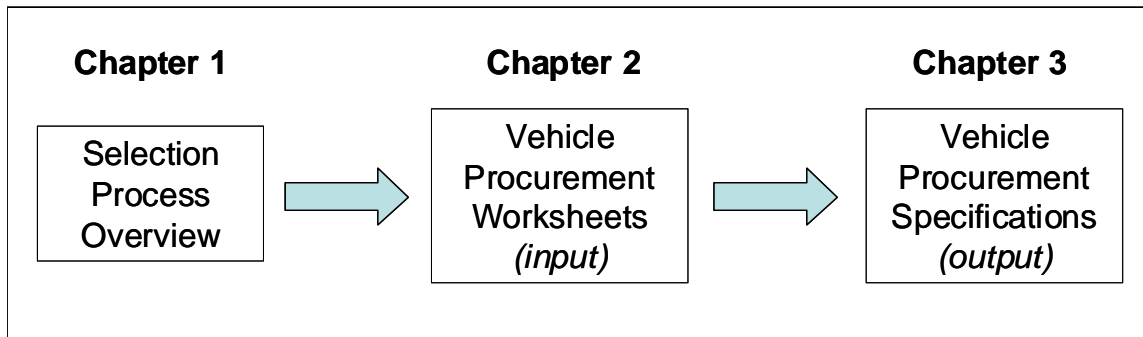 Chapter 1
Selection
Process
Overview
Chapter 2
Vehicle
Procurement
Worksheets
(input)
Chapter 3
Vehicle
Procurement
Specifications
(output)